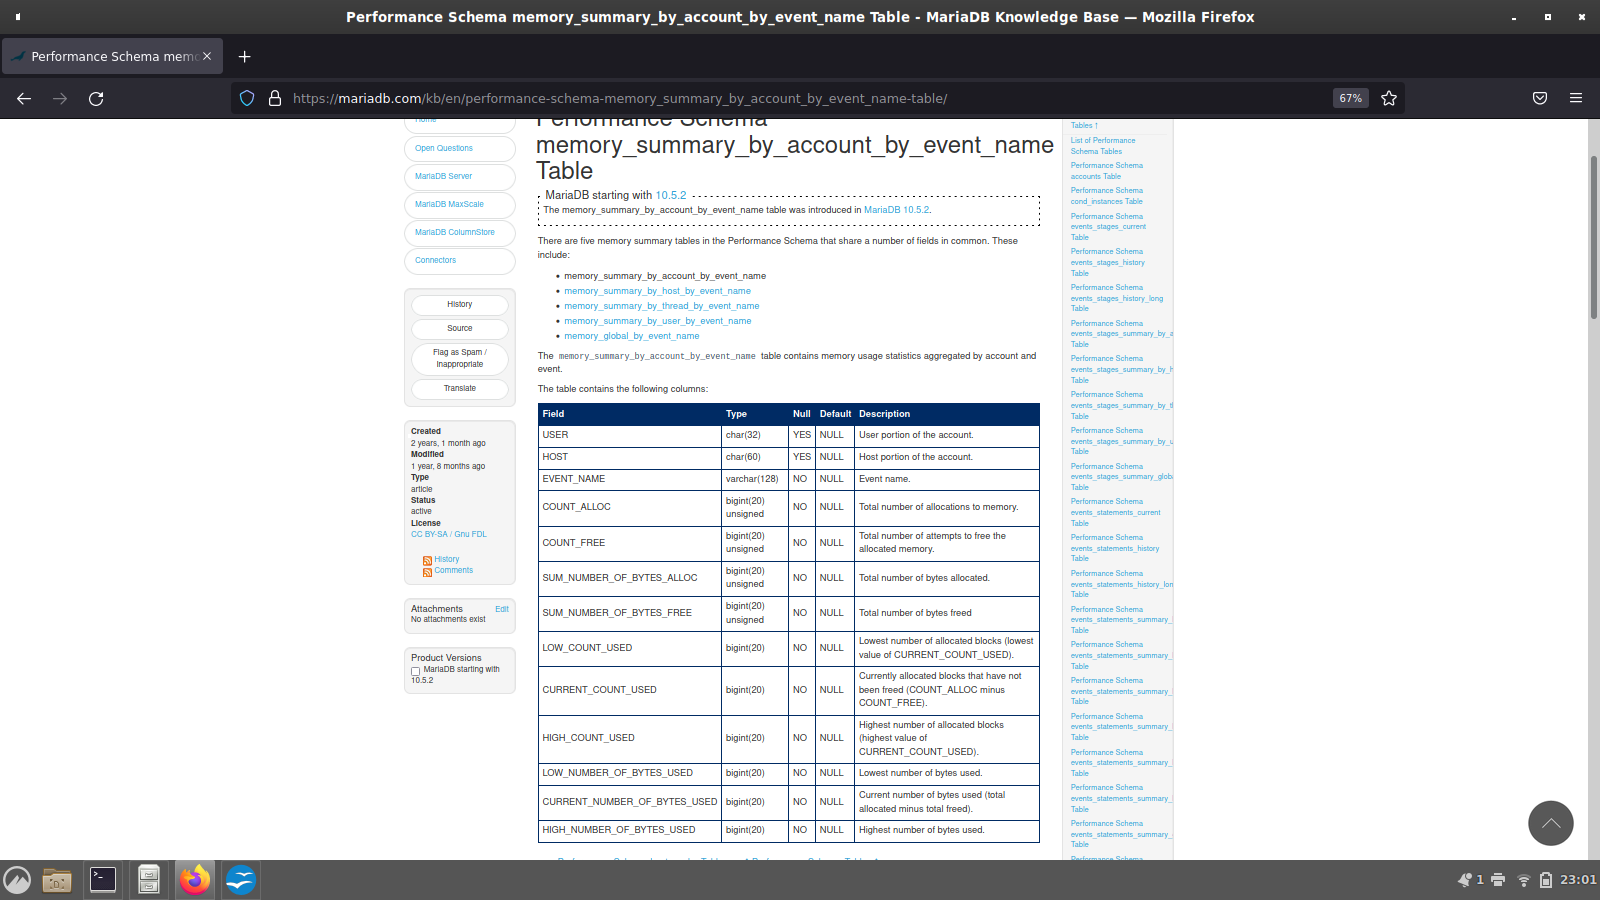 Performance Schema memory_summary_by_account_by_event_name Table - MariaDB Knowledge Base — Mozilla Firefox
Performance Schema mem
https://mariadb.com/kb/en/performance-schema-memory_summary_by_account_by_event_name-table/
67%
Home
Open Questions
MariaDB Server
MariaDB MaxScale
MariaDB ColumnStore
Connectors
History
Source
Flag as Spam /
Inappropriate
Translate
Created
2 years, 1 month ago
Modified
1 year, 8 months ago
Type
article
Status
active
License
CC BY-SA / Gnu FDL
History
Comments
Attachments Edit
No attachments exist
Product Versions
MariaDB starting with
10.5.2
Performance Schema
memory_summary_by_account_by_event_name
Table
MariaDB starting with 10.5.2
The memory_summary_by_account_by_event_name table was introduced in MariaDB 10.5.2.
There are five memory summary tables in the Performance Schema that share a number of fields in common. These
include:
• memory_summary_by_account_by_event_name
• memory_summary_by_host_by_event_name
• memory_summary_by_thread_by_event_name
• memory_summary_by_user_by_event_name
• memory_global_by_event_name
The memory_summary_by_account_by_event_name table contains memory usage statistics aggregated by account and
event.
The table contains the following columns:
Field Type Null Default Description
USER char(32) YES NULL User portion of the account.
HOST char(60) YES NULL Host portion of the account.
EVENT_NAME varchar(128) NO NULL Event name.
COUNT_ALLOC bigint(20) unsigned NO NULL Total number of allocations to memory.
COUNT_FREE bigint(20) unsigned NO NULL Total number of attempts to free the allocated memory.
SUM_NUMBER_OF_BYTES_ALLOC bigint(20) unsigned NO NULL Total number of bytes allocated.
SUM_NUMBER_OF_BYTES_FREE bigint(20) unsigned NO NULL Total number of bytes freed
LOW_COUNT_USED bigint(20) NO NULL Lowest number of allocated blocks (lowest value of CURRENT_COUNT_USED).
CURRENT_COUNT_USED bigint(20) NO NULL Currently allocated blocks that have not been freed (COUNT_ALLOC minus COUNT_FREE).
HIGH_COUNT_USED bigint(20) NO NULL Highest number of allocated blocks (highest value of CURRENT_COUNT_USED).
LOW_NUMBER_OF_BYTES_USED bigint(20) NO NULL Lowest number of bytes used.
CURRENT_NUMBER_OF_BYTES_USED bigint(20) NO NULL Current number of bytes used (total allocated minus total freed).
HIGH_NUMBER_OF_BYTES_USED bigint(20) NO NULL Highest number of bytes used.
Tables ↑
List of Performance
Schema Tables
Performance Schema
accounts Table
Performance Schema
cond_instances Table
Performance Schema
events_stages_current
Table
Performance Schema
events_stages_history
Table
Performance Schema
events_stages_history_long
Table
Performance Schema
events_stages_summary_by_a
Table
Performance Schema
events_stages_summary_by_h
Table
Performance Schema
events_stages_summary_by_t
Table
Performance Schema
events_stages_summary_by_u
Table
Performance Schema
events_stages_summary_globa
Table
Performance Schema
events_statements_current
Table
Performance Schema
events_statements_history
Table
Performance Schema
events_statements_history_lon
Table
Performance Schema
events_statements_summary_
Table
Performance Schema
events_statements_summary_
Table
Performance Schema
events_statements_summary_
Table
Performance Schema
events_statements_summary_
Table
Performance Schema
events_statements_summary_
Table
Performance Schema
events_statements_summary_
Table
Performance Schema
events_statements_summary_
Table
1
23:01